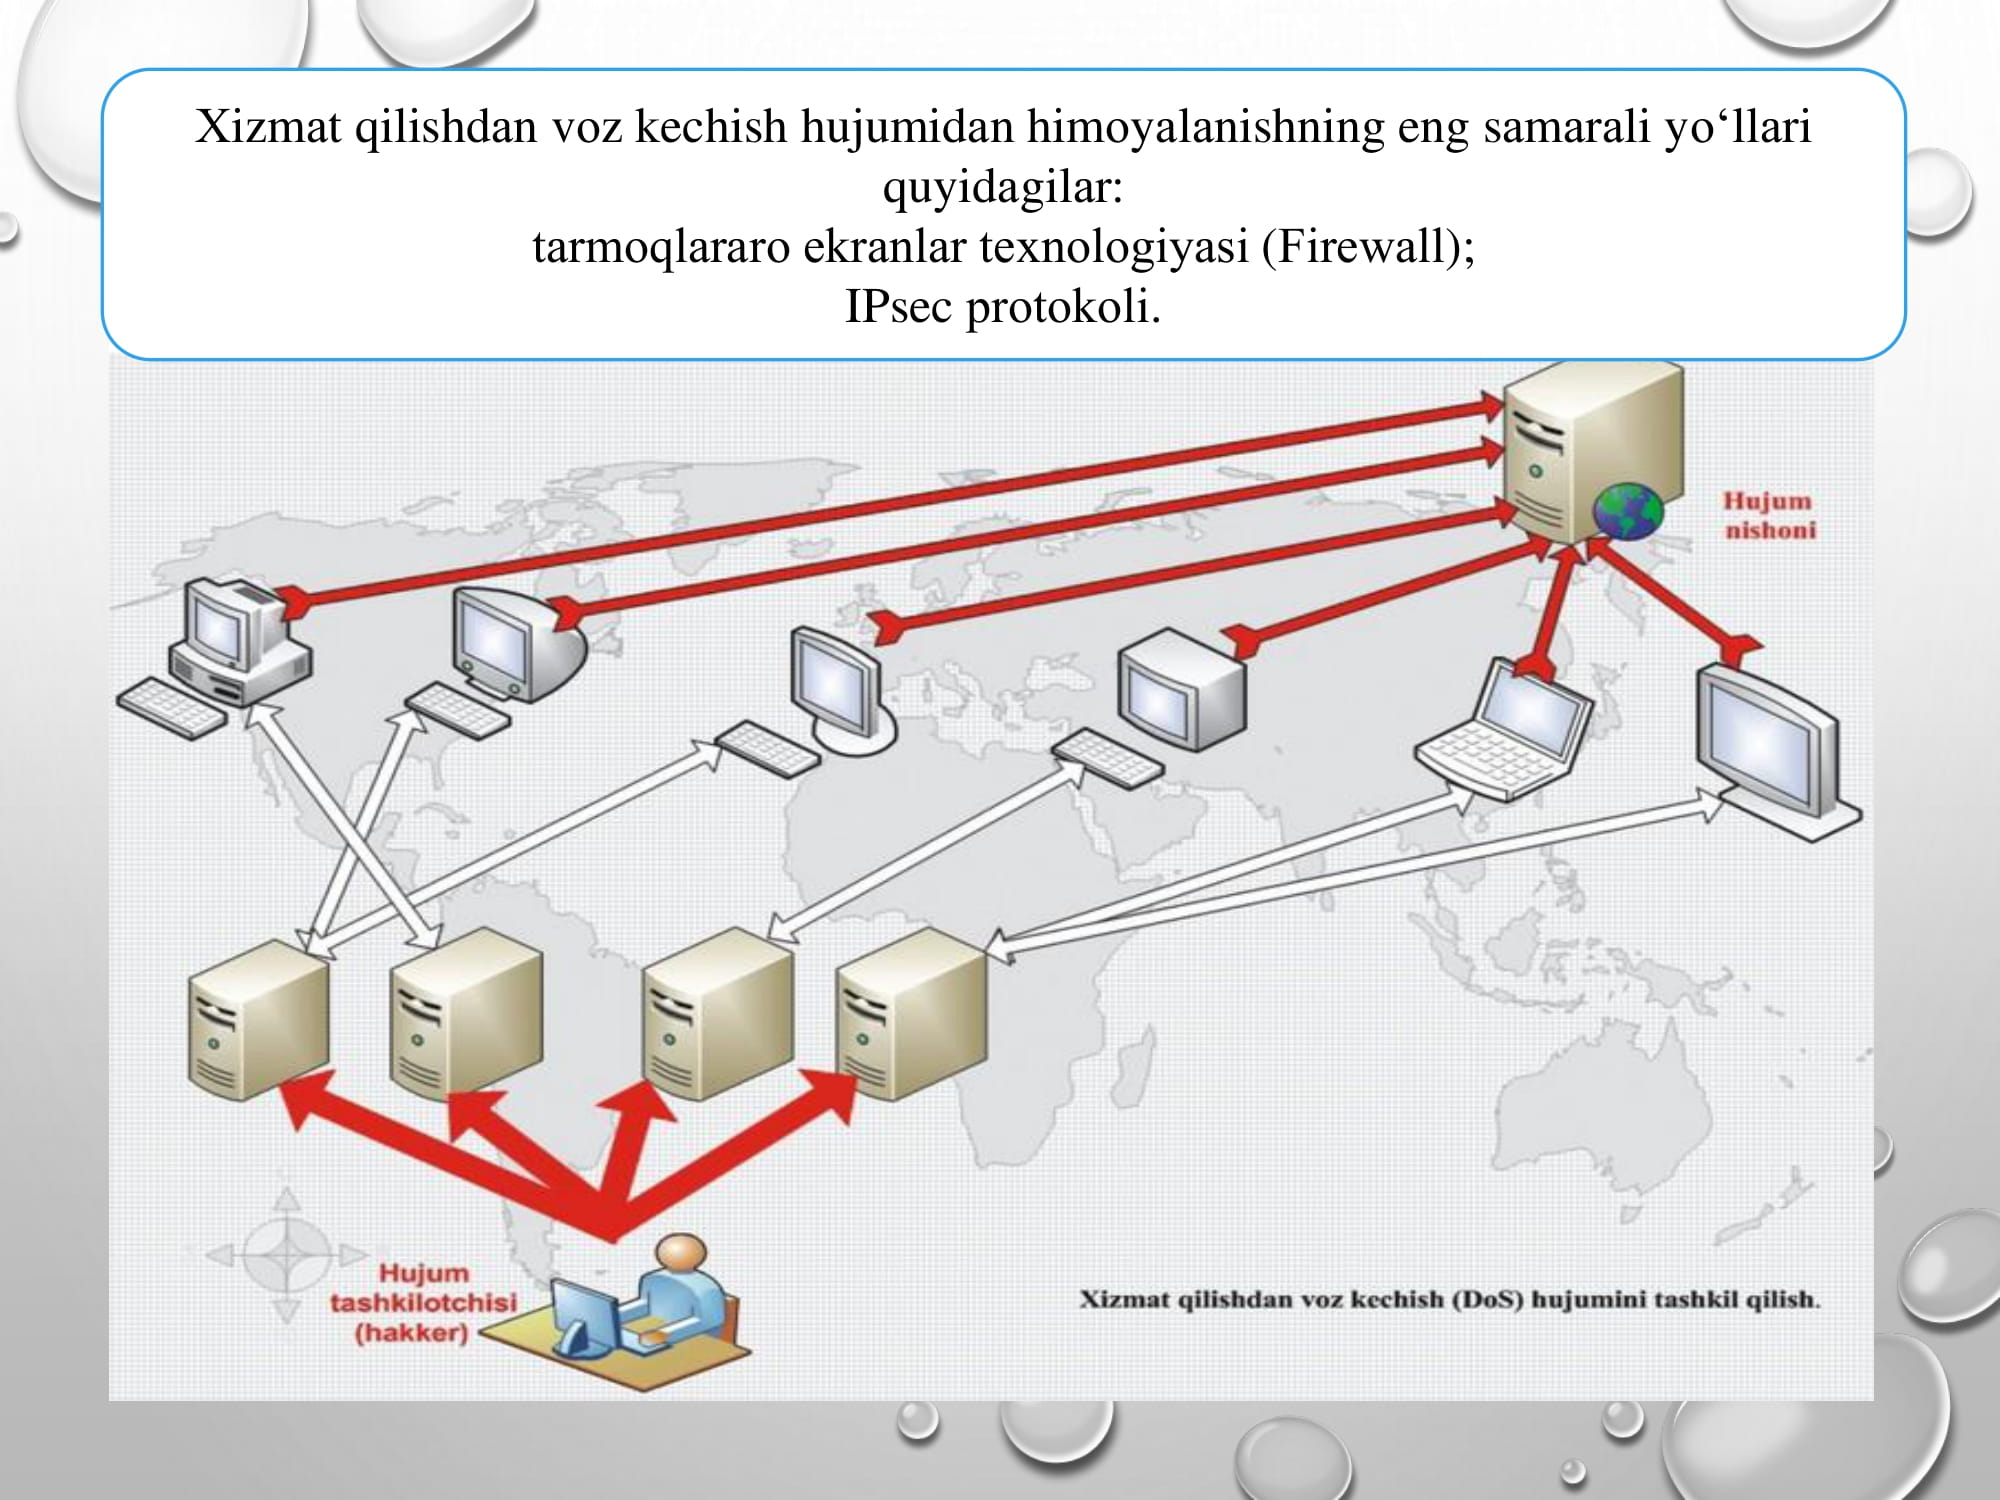 Xizmat qilishdan voz kechish hujumidan himoyalanishning eng samarali yo‘llari
quyidagilar:
tarmoqlararo ekranlar texnologiyasi (Firewall);
IPsec protokoli.
Hujum
nishoni
Hujum
tashkilotchisi
(hakker)
Xizmat qilishdan voz kechish (DoS) hujumini tashkil qilish.